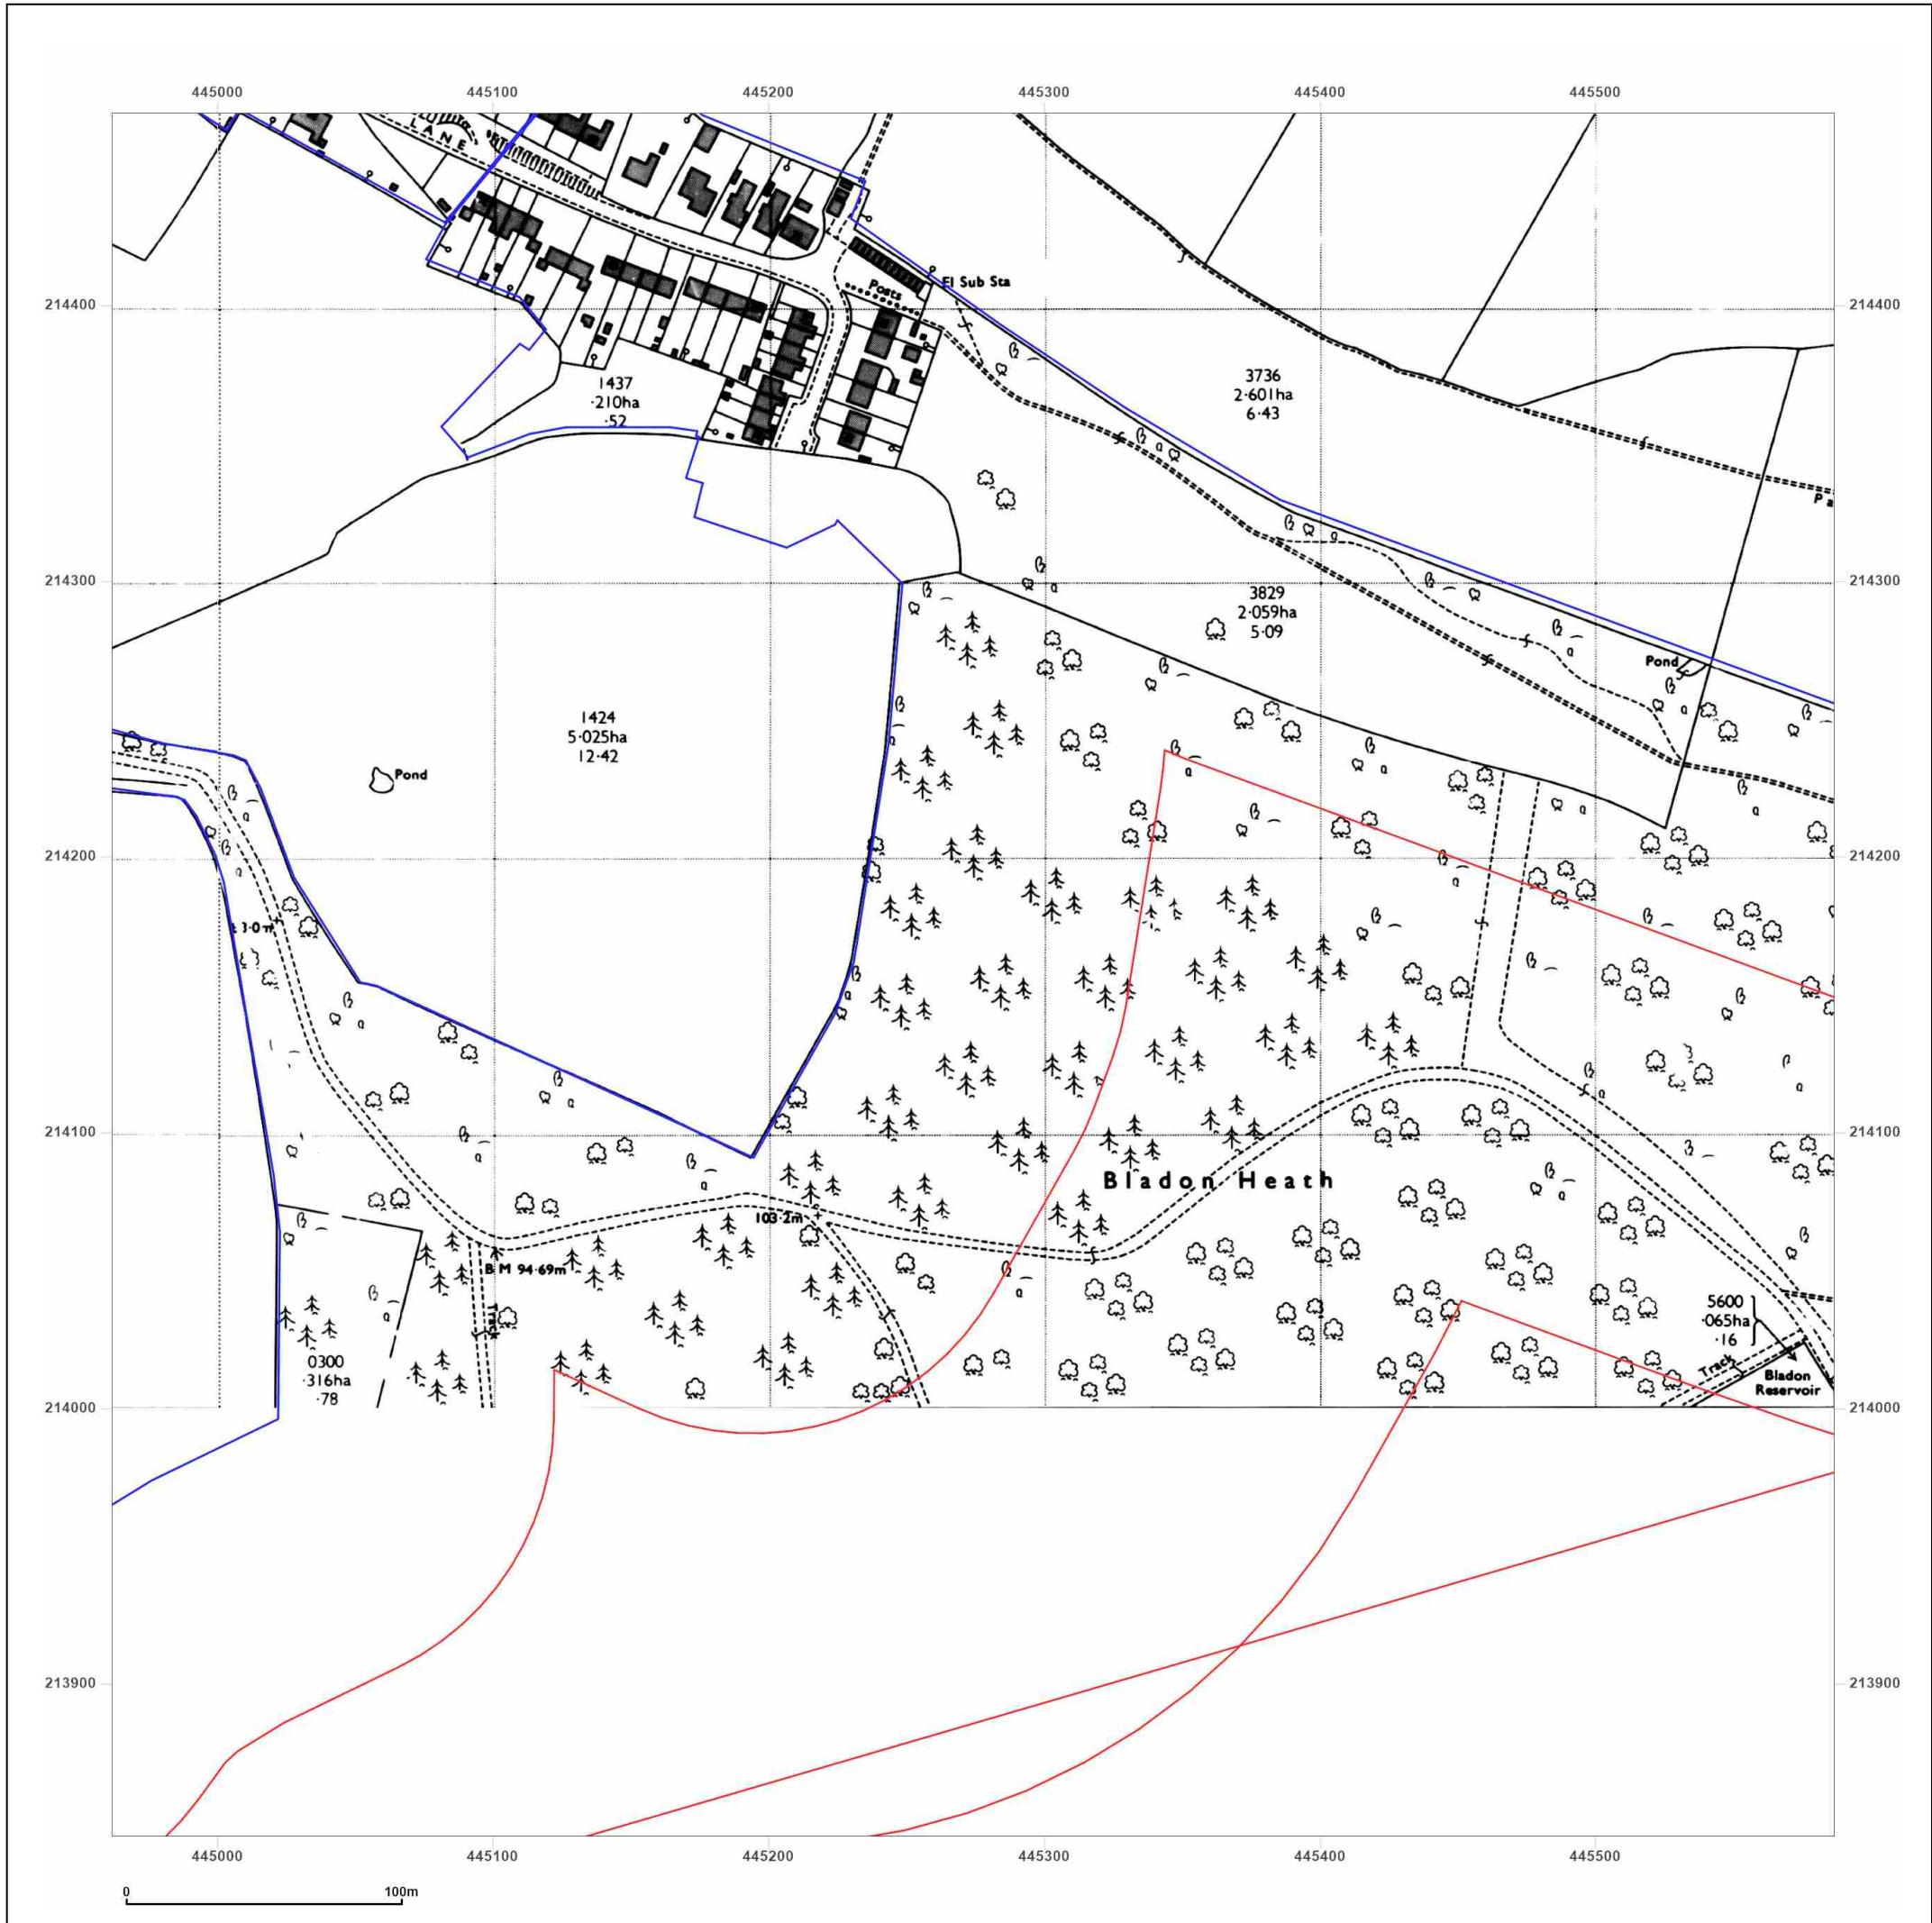 445000 445100 445200 445300 445400 445500
LANE
El Sub Sta
Posts
214400 214400
1437
·210ha
·52
3736
2·601ha
6·43
214300 214300
3829
2·059ha
5·09
Pond
1424
5·025ha
12·42
Pond
214200 214200
214100 214100
Bladon Heath
103·2m
B M 94·69m
Track
0300
·316ha
·78
5600
·065ha
·16
Track
Bladon
Reservoir
214000 214000
213900 213900
445000 445100 445200 445300 445400 445500
0 100m